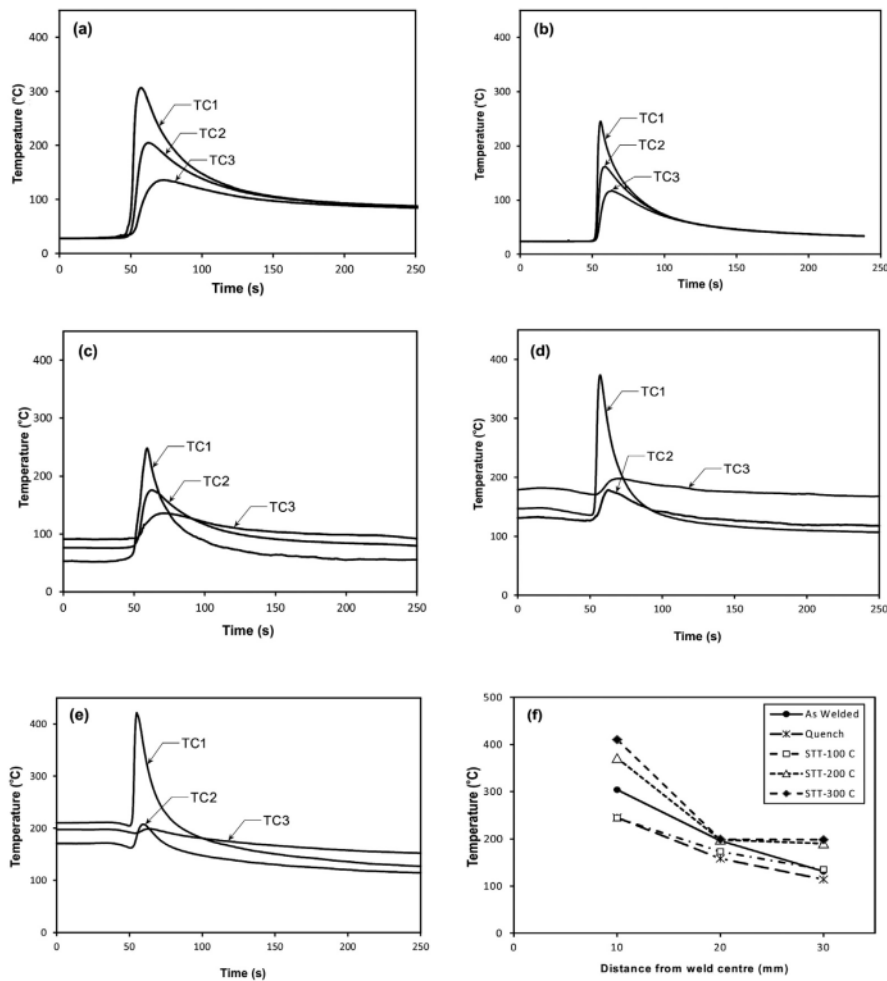 (a)
Temperature (°C)
400
300
200
100
0
TC1
TC2
TC3
0 50 100 150 200 250
Time (s)
(b)
Temperature (°C)
400
300
200
100
0
TC1
TC2
TC3
0 50 100 150 200 250
Time (s)
(c)
Temperature (°C)
400
300
200
100
0
TC1
TC2
TC3
0 50 100 150 200 250
Time (s)
(d)
Temperature (°C)
400
300
200
100
0
TC1
TC2
TC3
0 50 100 150 200 250
Time (s)
(e)
Temperature (°C)
400
300
200
100
0
TC1
TC2
TC3
0 50 100 150 200 250
Time (s)
(f)
Temperature (°C)
500
400
300
200
100
0
As Welded
Quench
STT-100 C
STT-200 C
STT-300 C
0 10 20 30
Distance from weld centre (mm)